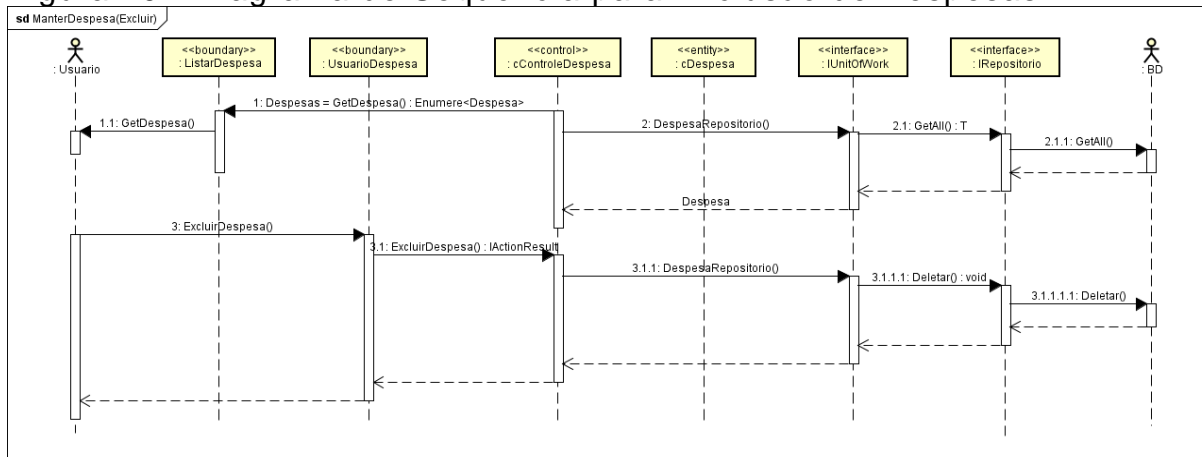 sd ManterDespesa(Excluir)
: Usuario
<<boundary>>
: ListarDespesa
<<boundary>>
: UsuarioDespesa
<<control>>
: cControleDespesa
<<entity>>
: cDespesa
<<interface>>
: IUnitOfWork
<<interface>>
: IRepositorio
: BD
1: Despesas = GetDespesa() : Enumere<Despesa>
1.1: GetDespesa()
2: DespesaRepositorio()
2.1: GetAll() : T
2.1.1: GetAll()
Despesa
3: ExcluirDespesa()
3.1: ExcluirDespesa() : IActionResult
3.1.1: DespesaRepositorio()
3.1.1.1: Deletar() : void
3.1.1.1.1: Deletar()